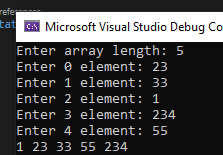 Microsoft Visual Studio Debug Co
Enter array length: 5
Enter 0 element: 23
Enter 1 element: 33
Enter 2 element: 1
Enter 3 element: 234
Enter 4 element: 55
1 23 33 55 234